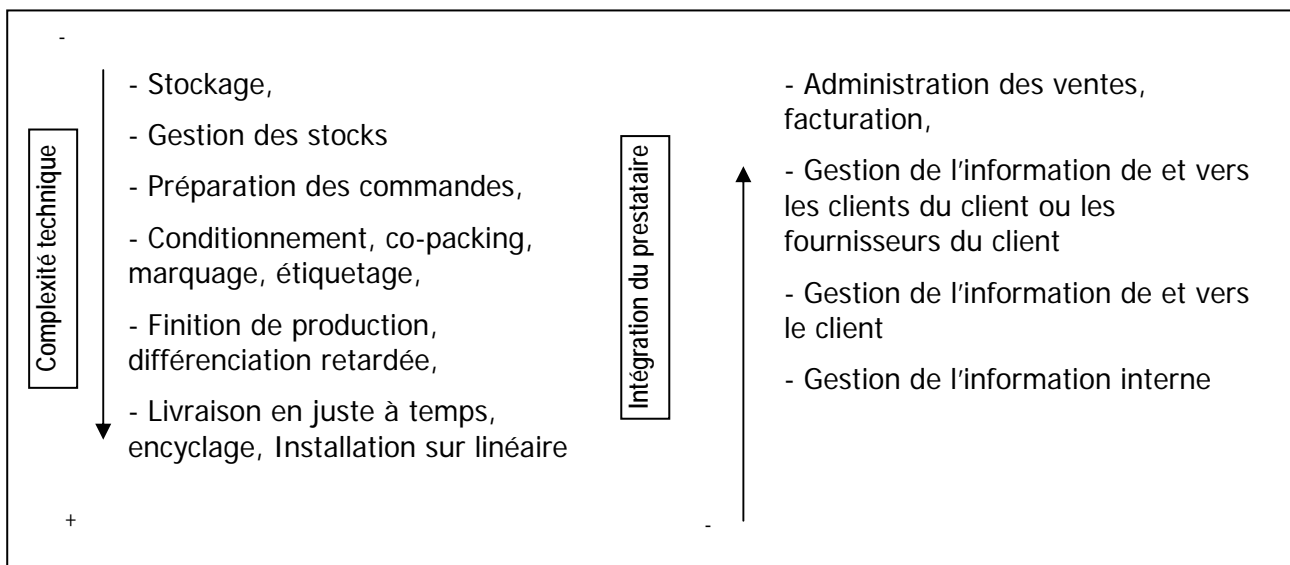 -
Complexité technique
- Stockage,
- Gestion des stocks
- Préparation des commandes,
- Conditionnement, co-packing,
marquage, étiquetage,
- Finition de production,
différenciation retardée,
- Livraison en juste à temps,
encyclage, Installation sur linéaire
+
Intégration du prestataire
- Administration des ventes,
facturation,
- Gestion de l'information de et vers
les clients du client ou les
fournisseurs du client
- Gestion de l'information de et vers
le client
- Gestion de l'information interne
-